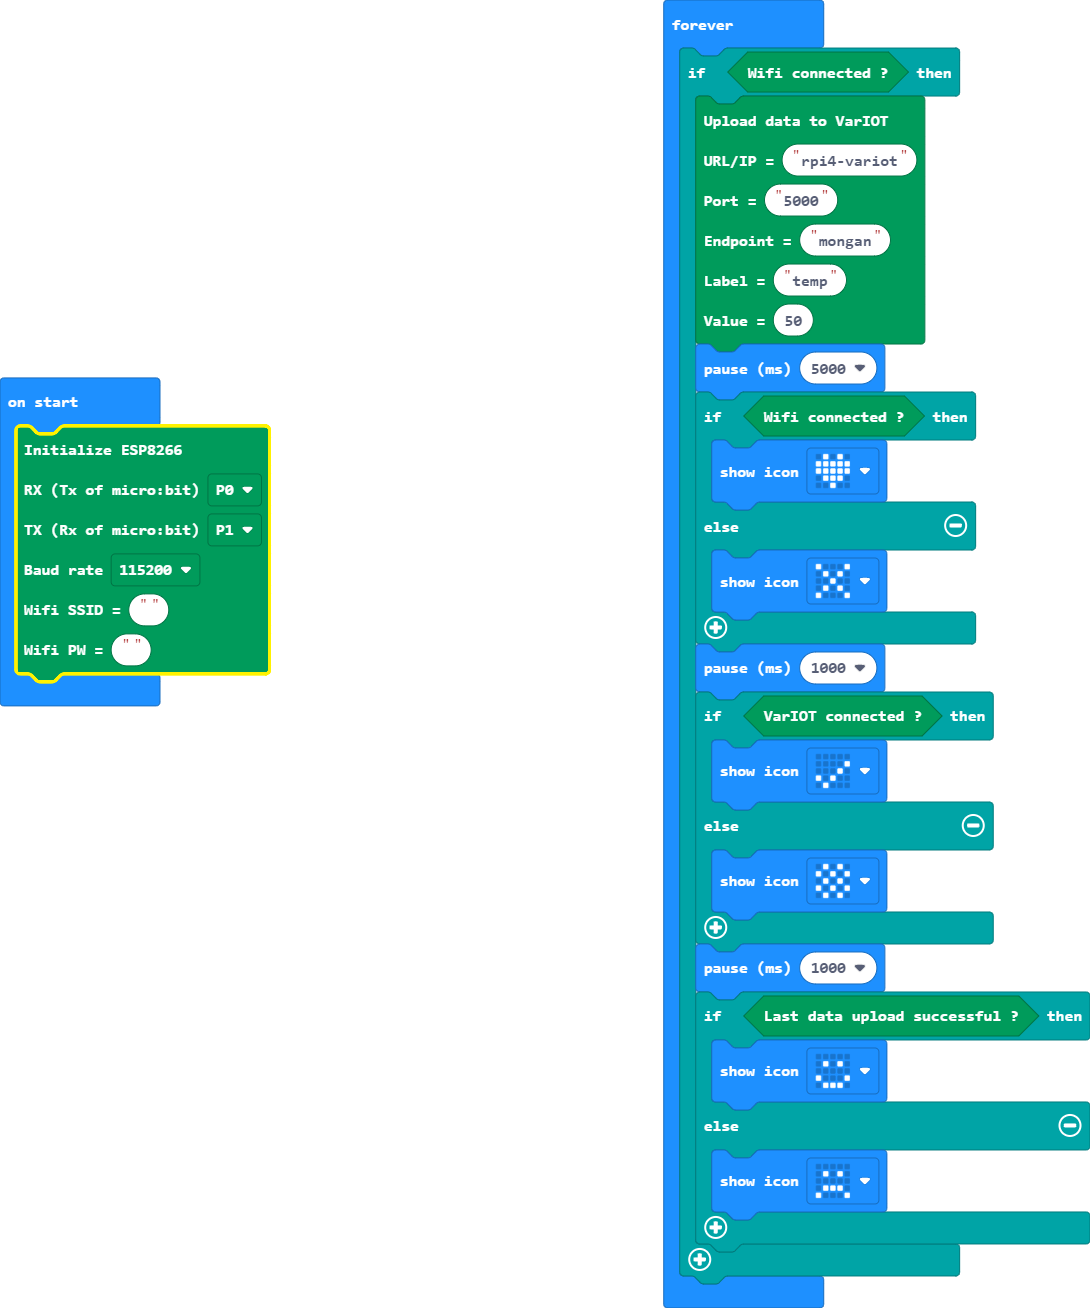 on start
Initialize ESP8266
RX (Tx of micro:bit) P0
TX (Rx of micro:bit) P1
Baud rate 115200
Wifi SSID = " "
Wifi PW = " "
forever
if Wifi connected ? then
Upload data to VarIOT
URL/IP = "rpi4-variot"
Port = "5000"
Endpoint = "mongan"
Label = "temp"
Value = 50
pause (ms) 5000
if Wifi connected ? then
show icon
else
show icon
pause (ms) 1000
if VarIOT connected ? then
show icon
else
show icon
pause (ms) 1000
if Last data upload successful ? then
show icon
else
show icon